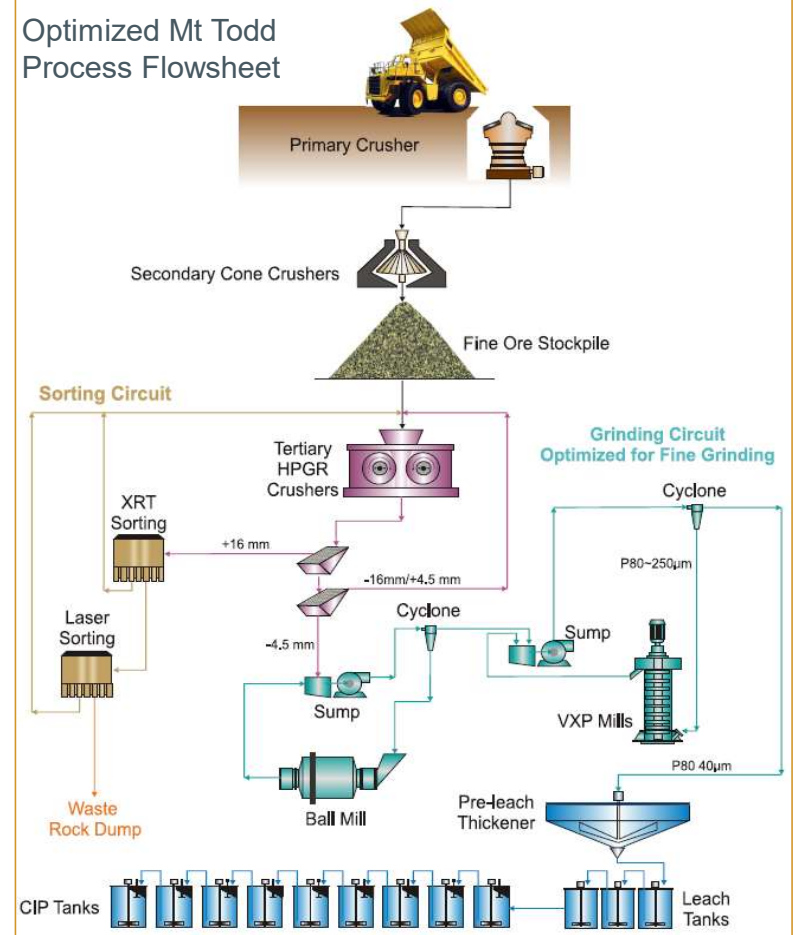 Optimized Mt Todd
Process Flowsheet
Primary Crusher
Secondary Cone Crushers
Fine Ore Stockpile
Sorting Circuit
Tertiary
HPGR
Crushers
Grinding Circuit
Optimized for Fine Grinding
Cyclone
XRT
Sorting
+16 mm
-16mm/+4.5 mm
P80~250µm
Laser
Sorting
Cyclone
-4.5 mm
Sump
Sump
VXP Mills
P80 40µm
Ball Mill
Waste
Rock Dump
Pre-leach
Thickener
CIP Tanks
Leach
Tanks